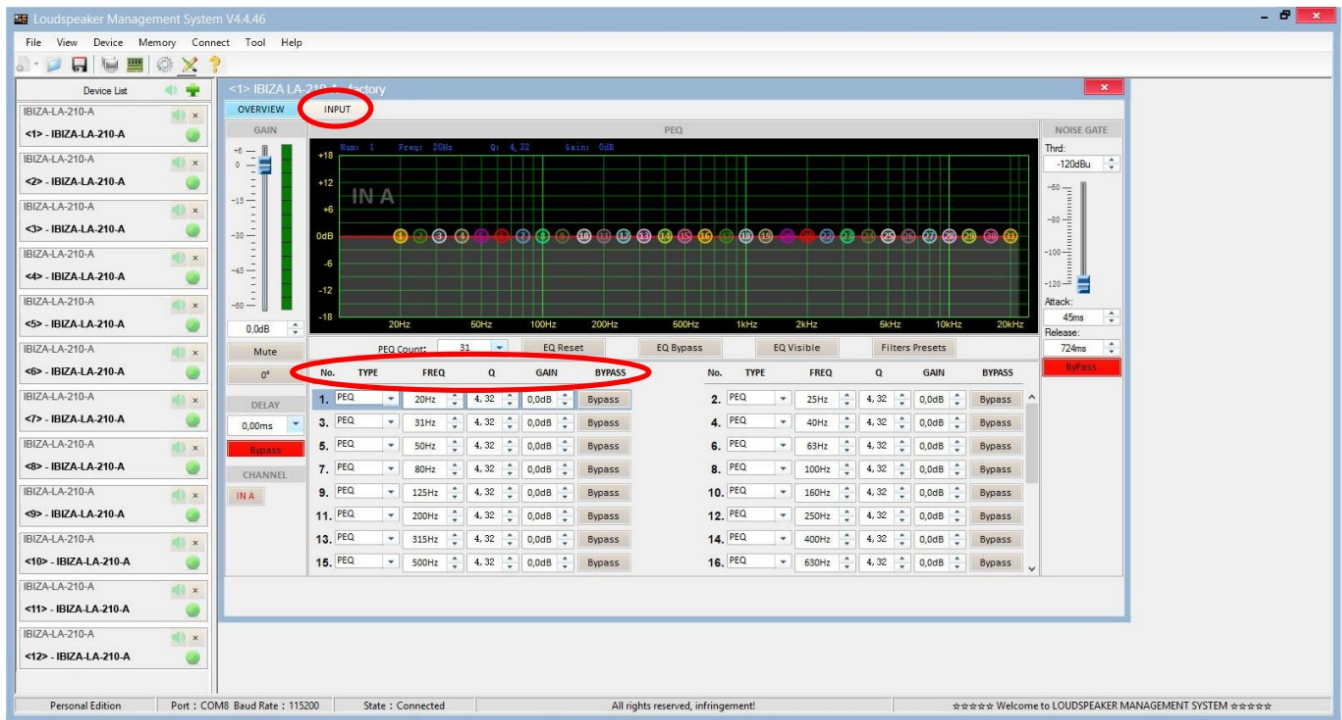 Loudspeaker Management System V4.4.46
File View Device Memory Connect Tool Help
Device List
IBIZA-LA-210-A
<1> - IBIZA-LA-210-A
IBIZA-LA-210-A
<2> - IBIZA-LA-210-A
IBIZA-LA-210-A
<3> - IBIZA-LA-210-A
IBIZA-LA-210-A
<4> - IBIZA-LA-210-A
IBIZA-LA-210-A
<5> - IBIZA-LA-210-A
IBIZA-LA-210-A
<6> - IBIZA-LA-210-A
IBIZA-LA-210-A
<7> - IBIZA-LA-210-A
IBIZA-LA-210-A
<8> - IBIZA-LA-210-A
IBIZA-LA-210-A
<9> - IBIZA-LA-210-A
IBIZA-LA-210-A
<10> - IBIZA-LA-210-A
IBIZA-LA-210-A
<11> - IBIZA-LA-210-A
IBIZA-LA-210-A
<12> - IBIZA-LA-210-A
<1> IBIZA LA-210-A factory
OVERVIEW INPUT
GAIN
+6
0
-15
-30
-45
-60
0,0dB
Mute
0°
DELAY
0,00ms
Bypass
CHANNEL
IN A
PEQ
Num: 1 Freq: 20Hz Q: 4,32 Gain: 0dB
IN A
+18
+12
+6
0dB
-6
-12
-18
20Hz 50Hz 100Hz 200Hz 500Hz 1kHz 2kHz 5kHz 10kHz 20kHz
PEQ Count: 31 EQ Reset EQ Bypass EQ Visible Filters Presets
No. TYPE FREQ Q GAIN BYPASS No. TYPE FREQ Q GAIN BYPASS
1. PEQ 20Hz 4,32 0,0dB Bypass 2. PEQ 25Hz 4,32 0,0dB Bypass
3. PEQ 31Hz 4,32 0,0dB Bypass 4. PEQ 40Hz 4,32 0,0dB Bypass
5. PEQ 50Hz 4,32 0,0dB Bypass 6. PEQ 63Hz 4,32 0,0dB Bypass
7. PEQ 80Hz 4,32 0,0dB Bypass 8. PEQ 100Hz 4,32 0,0dB Bypass
9. PEQ 125Hz 4,32 0,0dB Bypass 10. PEQ 160Hz 4,32 0,0dB Bypass
11. PEQ 200Hz 4,32 0,0dB Bypass 12. PEQ 250Hz 4,32 0,0dB Bypass
13. PEQ 315Hz 4,32 0,0dB Bypass 14. PEQ 400Hz 4,32 0,0dB Bypass
15. PEQ 500Hz 4,32 0,0dB Bypass 16. PEQ 630Hz 4,32 0,0dB Bypass
NOISE GATE
Thrd:
-120dBu
-60
-80
-100
-120
Attack:
45ms
Release:
724ms
ByPass
Personal Edition Port : COM8 Baud Rate : 115200 State : Connected All rights reserved, infringement! ☆☆☆☆☆ Welcome to LOUDSPEAKER MANAGEMENT SYSTEM ☆☆☆☆☆